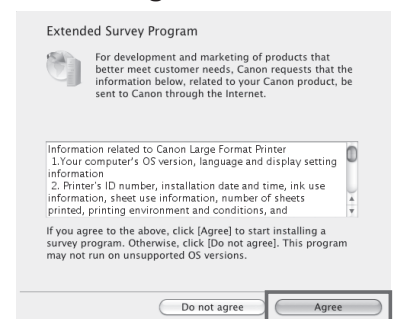 Extended Survey Program
For development and marketing of products that
better meet customer needs, Canon requests that the
information below, related to your Canon product, be
sent to Canon through the Internet.
Information related to Canon Large Format Printer
1.Your computer's OS version, language and display setting
information
2. Printer's ID number, installation date and time, ink use
information, sheet use information, number of sheets
printed, printing environment and conditions, and
If you agree to the above, click [Agree] to start installing a
survey program. Otherwise, click [Do not agree]. This program
may not run on unsupported OS versions.
Do not agree
Agree